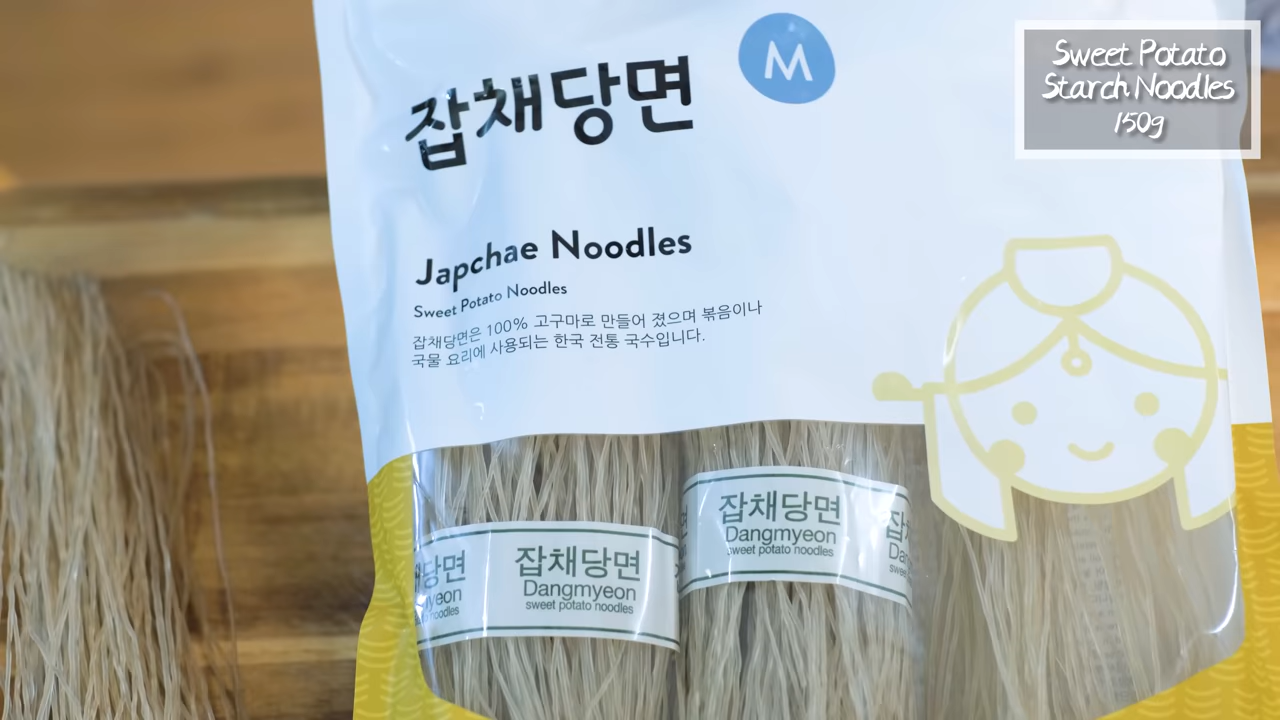 잡채당면
M
Sweet Potato
Starch Noodles
150g
Japchae Noodles
Sweet Potato Noodles
잡채당면은 100% 고구마로 만들어 졌으며 볶음이나
국물 요리에 사용되는 한국 전통 국수입니다.
잡채당면
Dangmyeon
sweet potato noodles
당면
잡채당면
Dangmyeon
sweet potato noodles